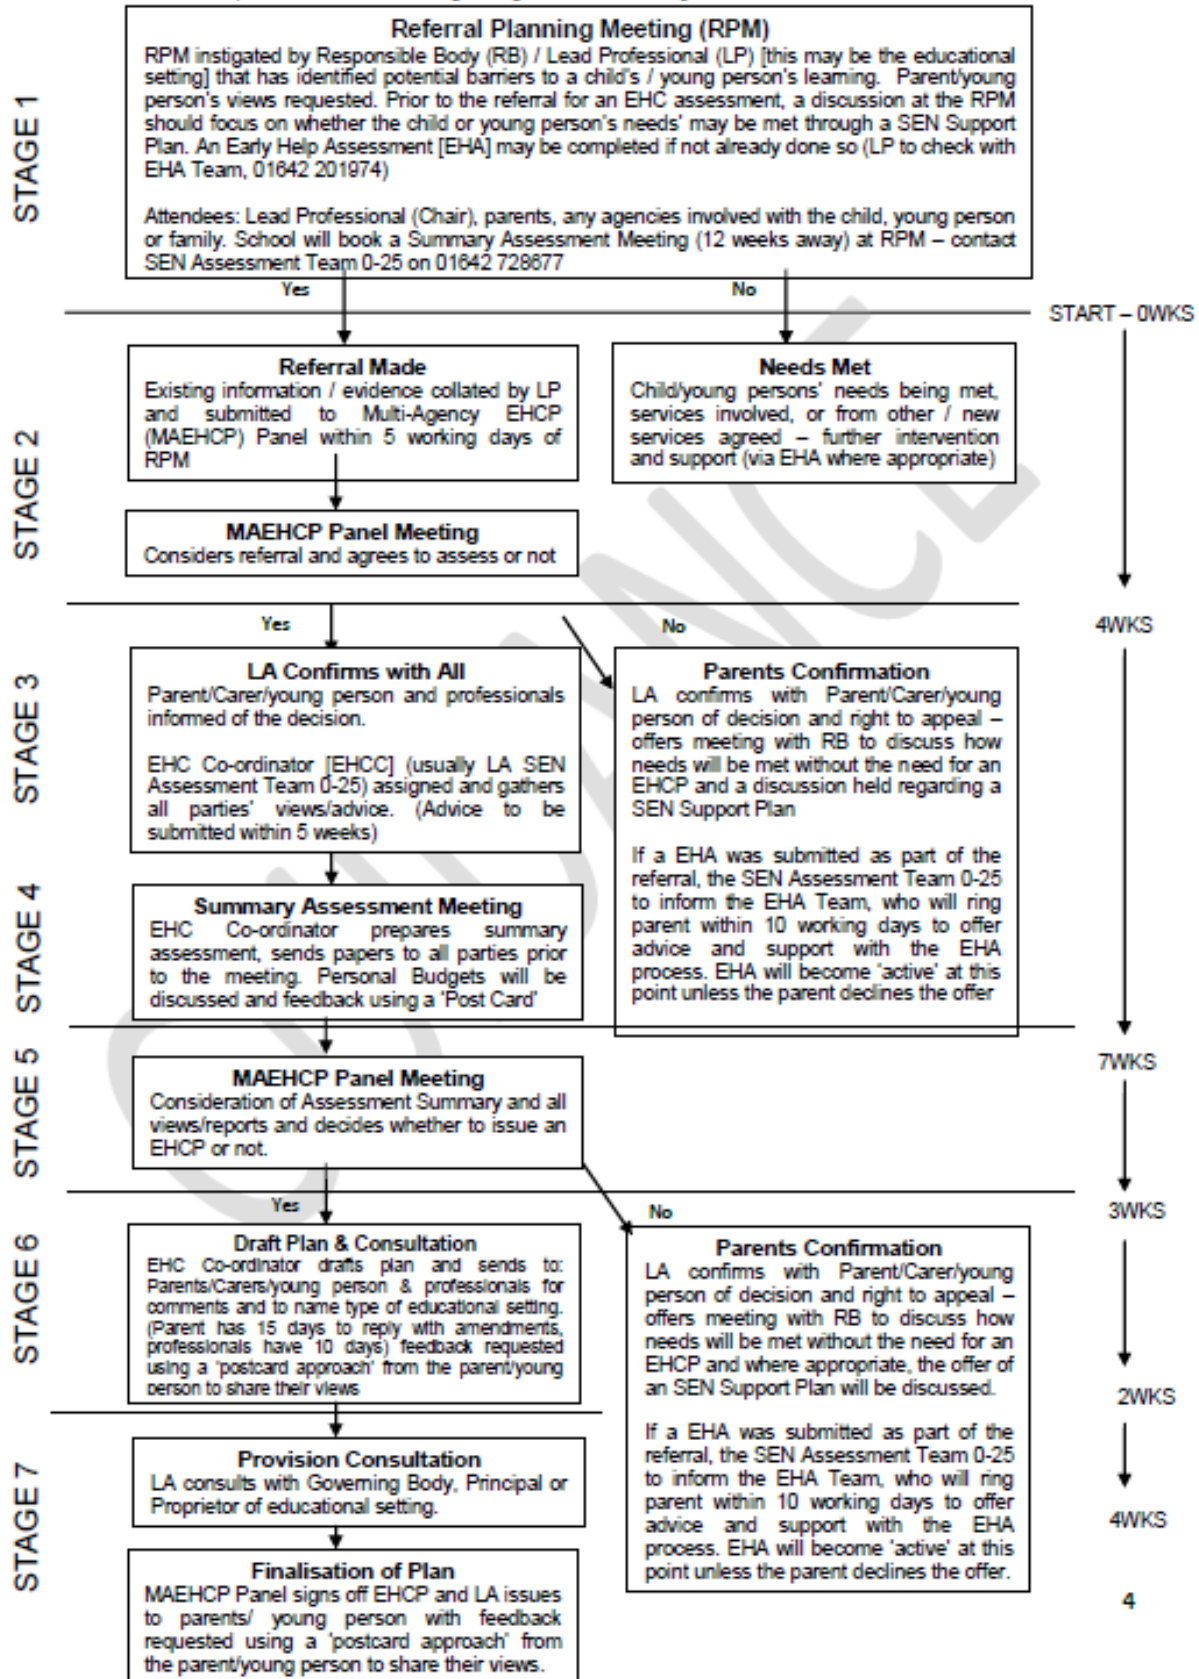 Referral Planning Meeting (RPM)
RPM instigated by Responsible Body (RB) / Lead Professional (LP) [this may be the educational
setting] that has identified potential barriers to a child's / young person's learning. Parent/young
person's views requested. Prior to the referral for an EHC assessment, a discussion at the RPM
should focus on whether the child or young person's needs' may be met through a SEN Support
Plan. An Early Help Assessment [EHA] may be completed if not already done so (LP to check with
EHA Team, 01642 201974)
Attendees: Lead Professional (Chair), parents, any agencies involved with the child, young person
or family. School will book a Summary Assessment Meeting (12 weeks away) at RPM – contact
SEN Assessment Team 0-25 on 01642 728677
STAGE 1
Yes
No
START – 0WKS
STAGE 2
Referral Made
Existing information / evidence collated by LP
and submitted to Multi-Agency EHCP
(MAEHCP) Panel within 5 working days of
RPM
Needs Met
Child/young persons' needs being met,
services involved, or from other / new
services agreed – further intervention
and support (via EHA where appropriate)
MAEHCP Panel Meeting
Considers referral and agrees to assess or not
Yes
No
4WKS
STAGE 3
LA Confirms with All
Parent/Carer/young person and professionals
informed of the decision.
EHC Co-ordinator [EHCC] (usually LA SEN
Assessment Team 0-25) assigned and gathers
all parties' views/advice. (Advice to be
submitted within 5 weeks)
Parents Confirmation
LA confirms with Parent/Carer/young
person of decision and right to appeal –
offers meeting with RB to discuss how
needs will be met without the need for an
EHCP and a discussion held regarding a
SEN Support Plan
If a EHA was submitted as part of the
referral, the SEN Assessment Team 0-25
to inform the EHA Team, who will ring
parent within 10 working days to offer
advice and support with the EHA
process. EHA will become 'active' at this
point unless the parent declines the offer
STAGE 4
Summary Assessment Meeting
EHC Co-ordinator prepares summary
assessment, sends papers to all parties prior
to the meeting. Personal Budgets will be
discussed and feedback using a 'Post Card'
7WKS
STAGE 5
MAEHCP Panel Meeting
Consideration of Assessment Summary and all
views/reports and decides whether to issue an
EHCP or not.
Yes
No
3WKS
STAGE 6
Draft Plan & Consultation
EHC Co-ordinator drafts plan and sends to:
Parents/Carers/young person & professionals for
comments and to name type of educational setting.
(Parent has 15 days to reply with amendments,
professionals have 10 days) feedback requested
using a 'postcard approach' from the parent/young
person to share their views
Parents Confirmation
LA confirms with Parent/Carer/young
person of decision and right to appeal –
offers meeting with RB to discuss how
needs will be met without the need for an
EHCP and where appropriate, the offer of
an SEN Support Plan will be discussed.
If a EHA was submitted as part of the
referral, the SEN Assessment Team 0-25
to inform the EHA Team, who will ring
parent within 10 working days to offer
advice and support with the EHA
process. EHA will become 'active' at this
point unless the parent declines the offer.
2WKS
STAGE 7
Provision Consultation
LA consults with Governing Body, Principal or
Proprietor of educational setting.
4WKS
Finalisation of Plan
MAEHCP Panel signs off EHCP and LA issues
to parents/ young person with feedback
requested using a 'postcard approach' from
the parent/young person to share their views.
4
GUIDANCE